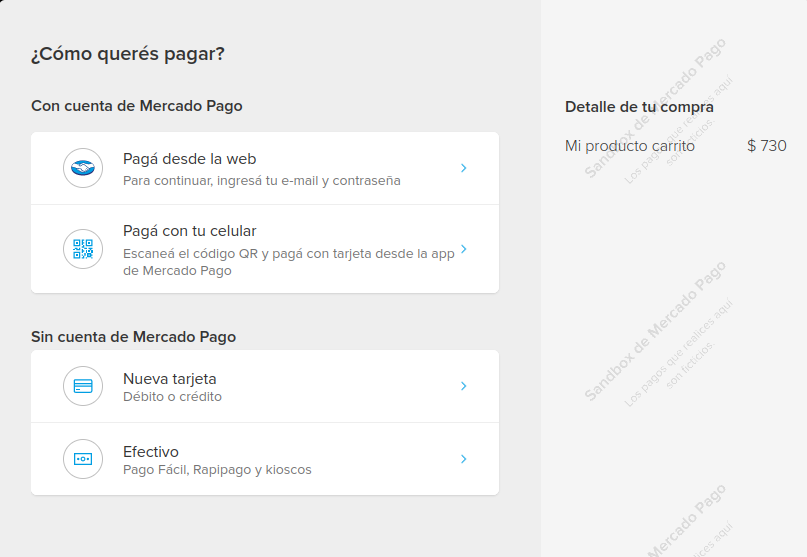 ¿Cómo querés pagar?
Con cuenta de Mercado Pago
Pagá desde la web
Para continuar, ingresá tu e-mail y contraseña
Pagá con tu celular
Escaneá el código QR y pagá con tarjeta desde la app
de Mercado Pago
Sin cuenta de Mercado Pago
Nueva tarjeta
Débito o crédito
Efectivo
Pago Fácil, Rapipago y kioscos
Detalle de tu compra
Mi producto carrito $ 730
Sandbox de Mercado Pago
Los pagos que realices aquí
son ficticios.
Sandbox de Mercado Pago
Los pagos que realices aquí
son ficticios.
Mercado Pago
realices aquí